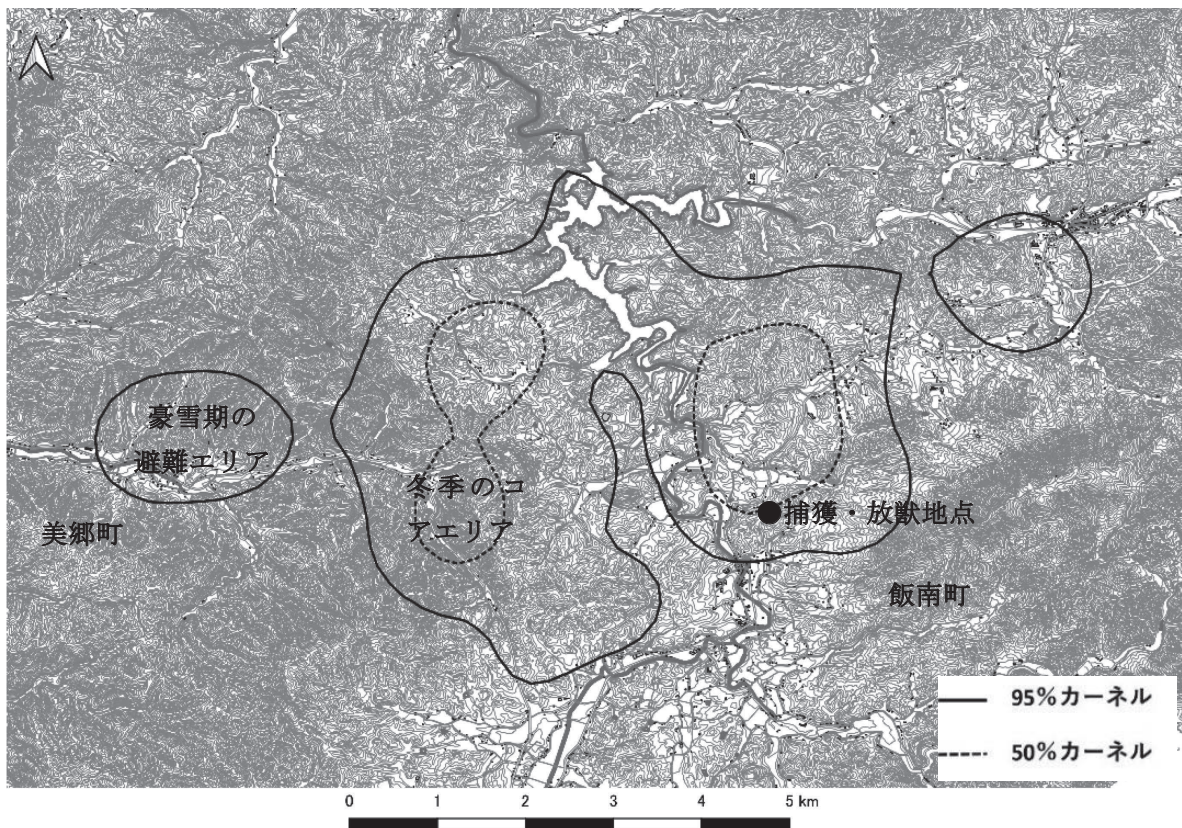 豪雪期の
避難エリア
冬季のコ
アエリア
捕獲・放獣地点
美郷町
飯南町
95%カーネル
50%カーネル
0 1 2 3 4 5 km